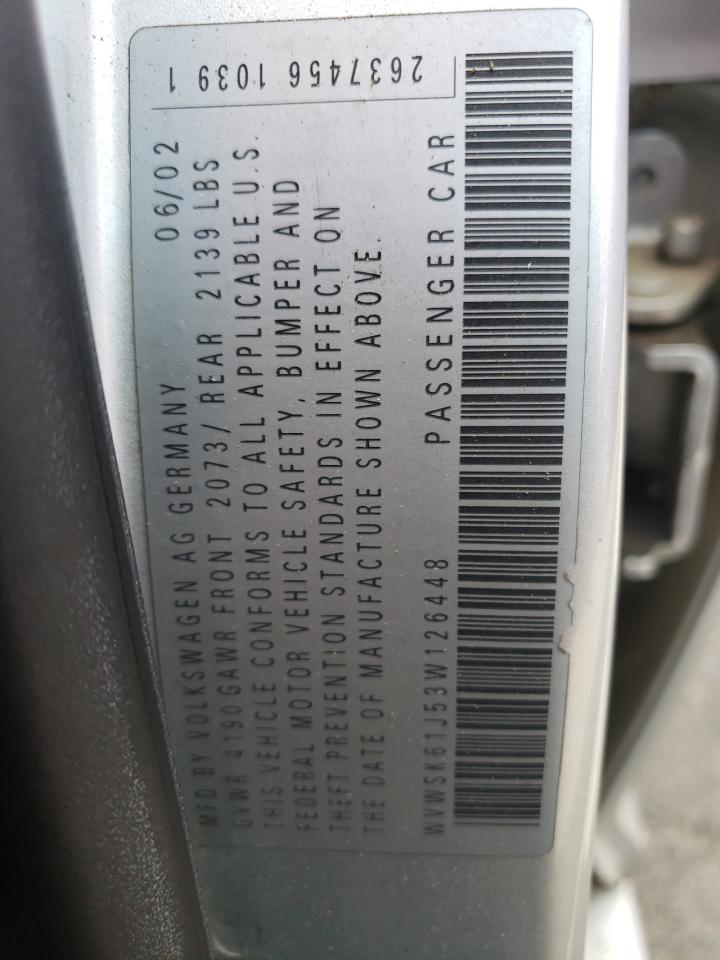 MFD BY VOLKSWAGEN AG GERMANY 06/02
GVWR 4190GAWR FRONT 2073/ REAR 2139 LBS
THIS VEHICLE CONFORMS TO ALL APPLICABLE U.S.
FEDERAL MOTOR VEHICLE SAFETY, BUMPER AND
THEFT PREVENTION STANDARDS IN EFFECT ON
THE DATE OF MANUFACTURE SHOWN ABOVE.
WVWSK61J53W126448 PASSENGER CAR
2637456 1039 1